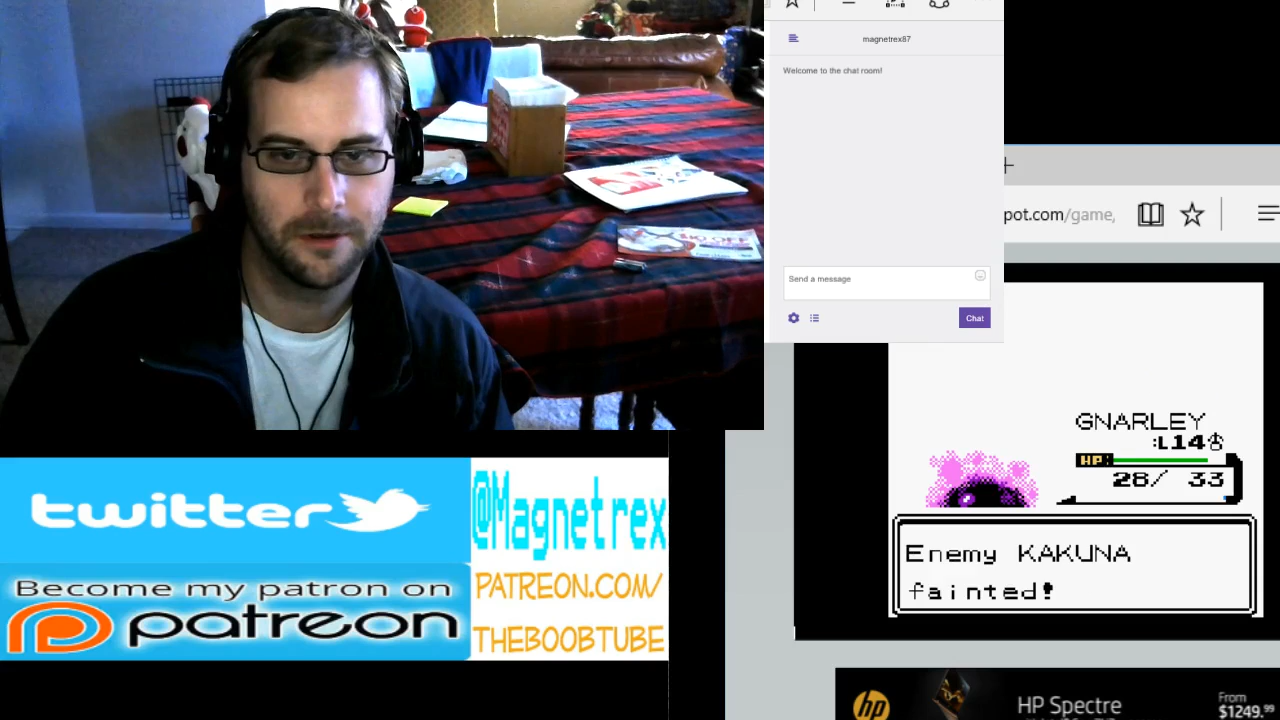 magnetrex87
Welcome to the chat room!
Send a message
Chat
pot.com/game,
GNARLEY
:L14
HP:
28/ 33
Enemy KAKUNA
fainted!
twitter
@Magnetrex
Become my patron on
patreon
PATREON.COM/
THEBOOBTUBE
hp
HP Spectre
From
$1249.99